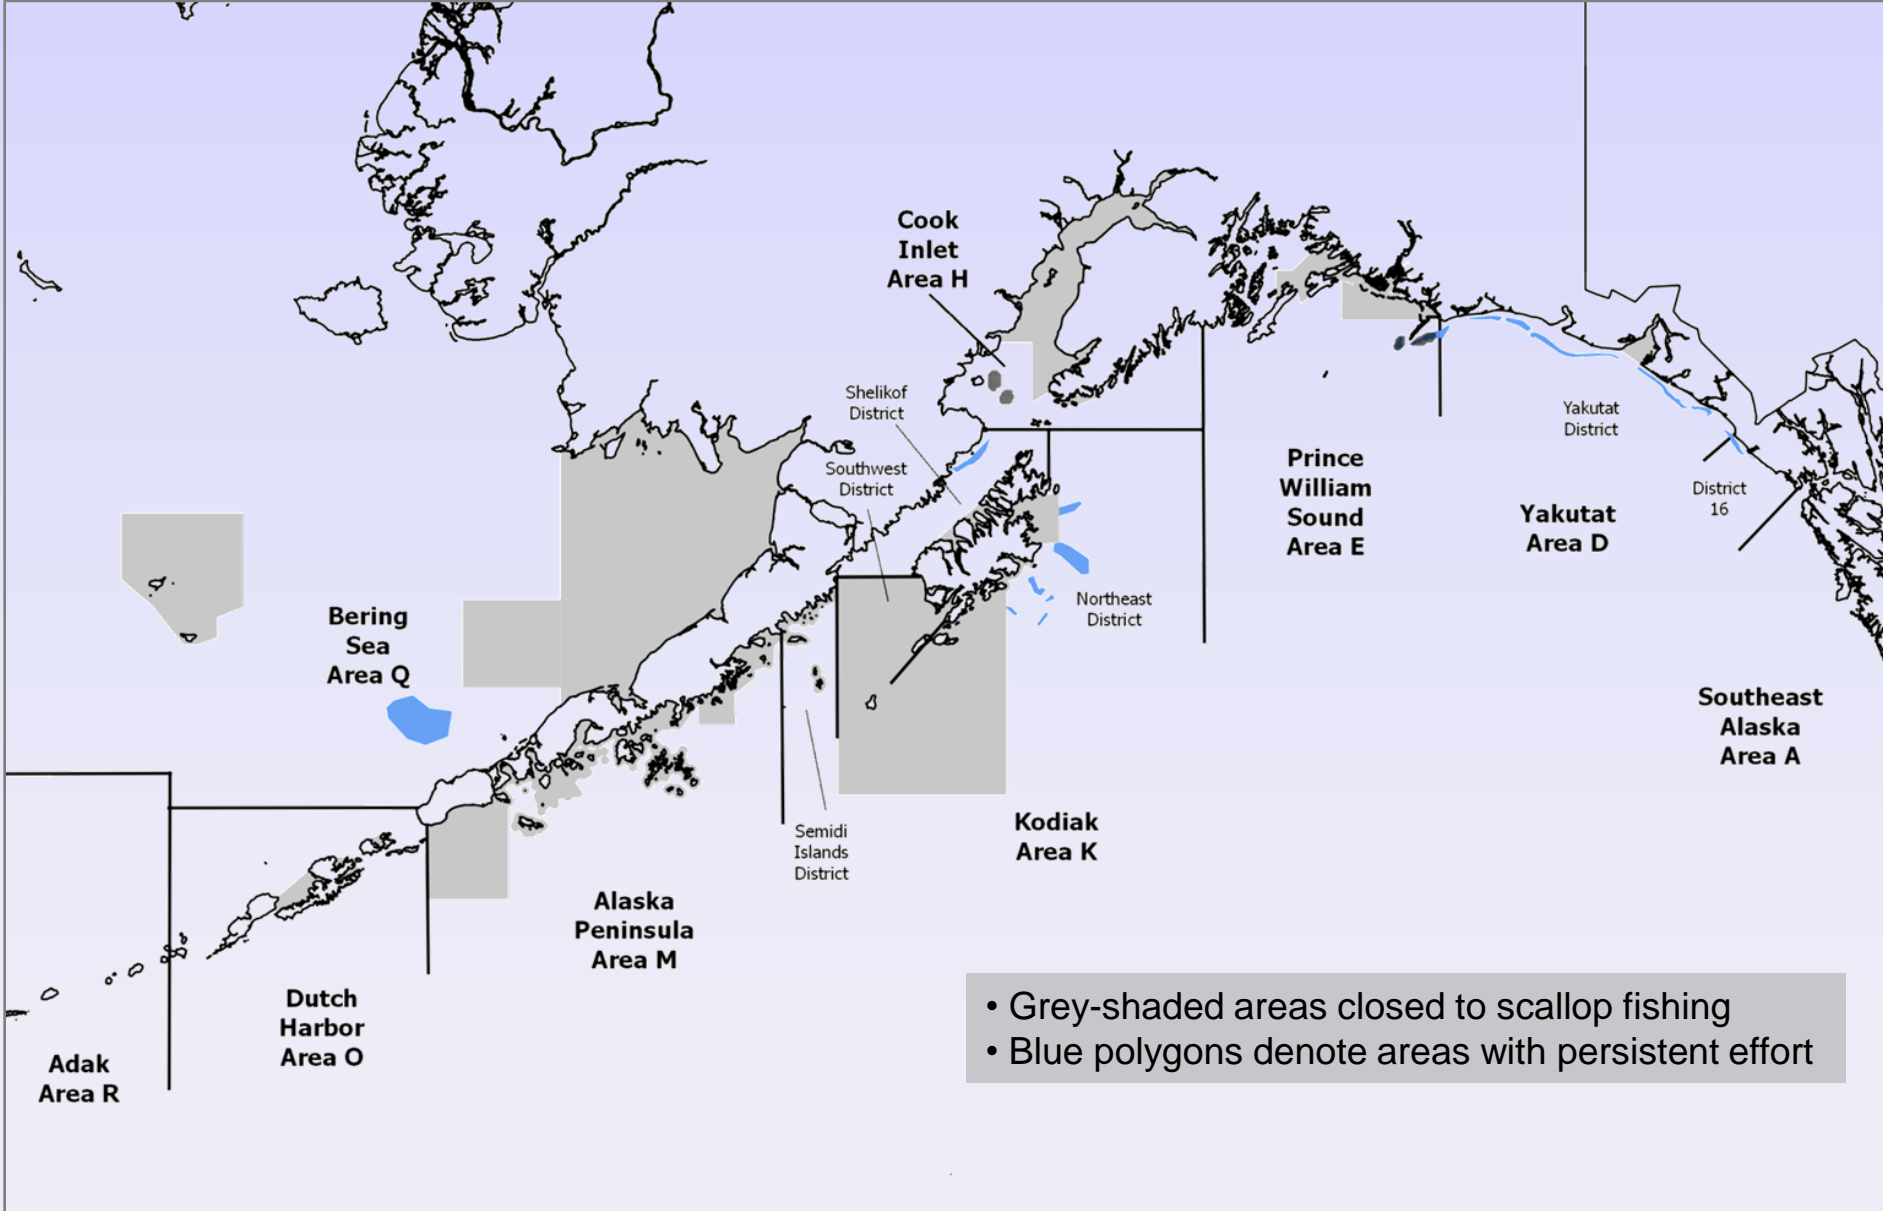 Cook
Inlet
Area H
Shelikof
District
Southwest
District
Yakutat
District
Prince
William
Sound
Area E
District
16
Yakutat
Area D
Northeast
District
Bering
Sea
Area Q
Southeast
Alaska
Area A
Semidi
Islands
District
Kodiak
Area K
Alaska
Peninsula
Area M
Dutch
Harbor
Area O
Adak
Area R
• Grey-shaded areas closed to scallop fishing
• Blue polygons denote areas with persistent effort